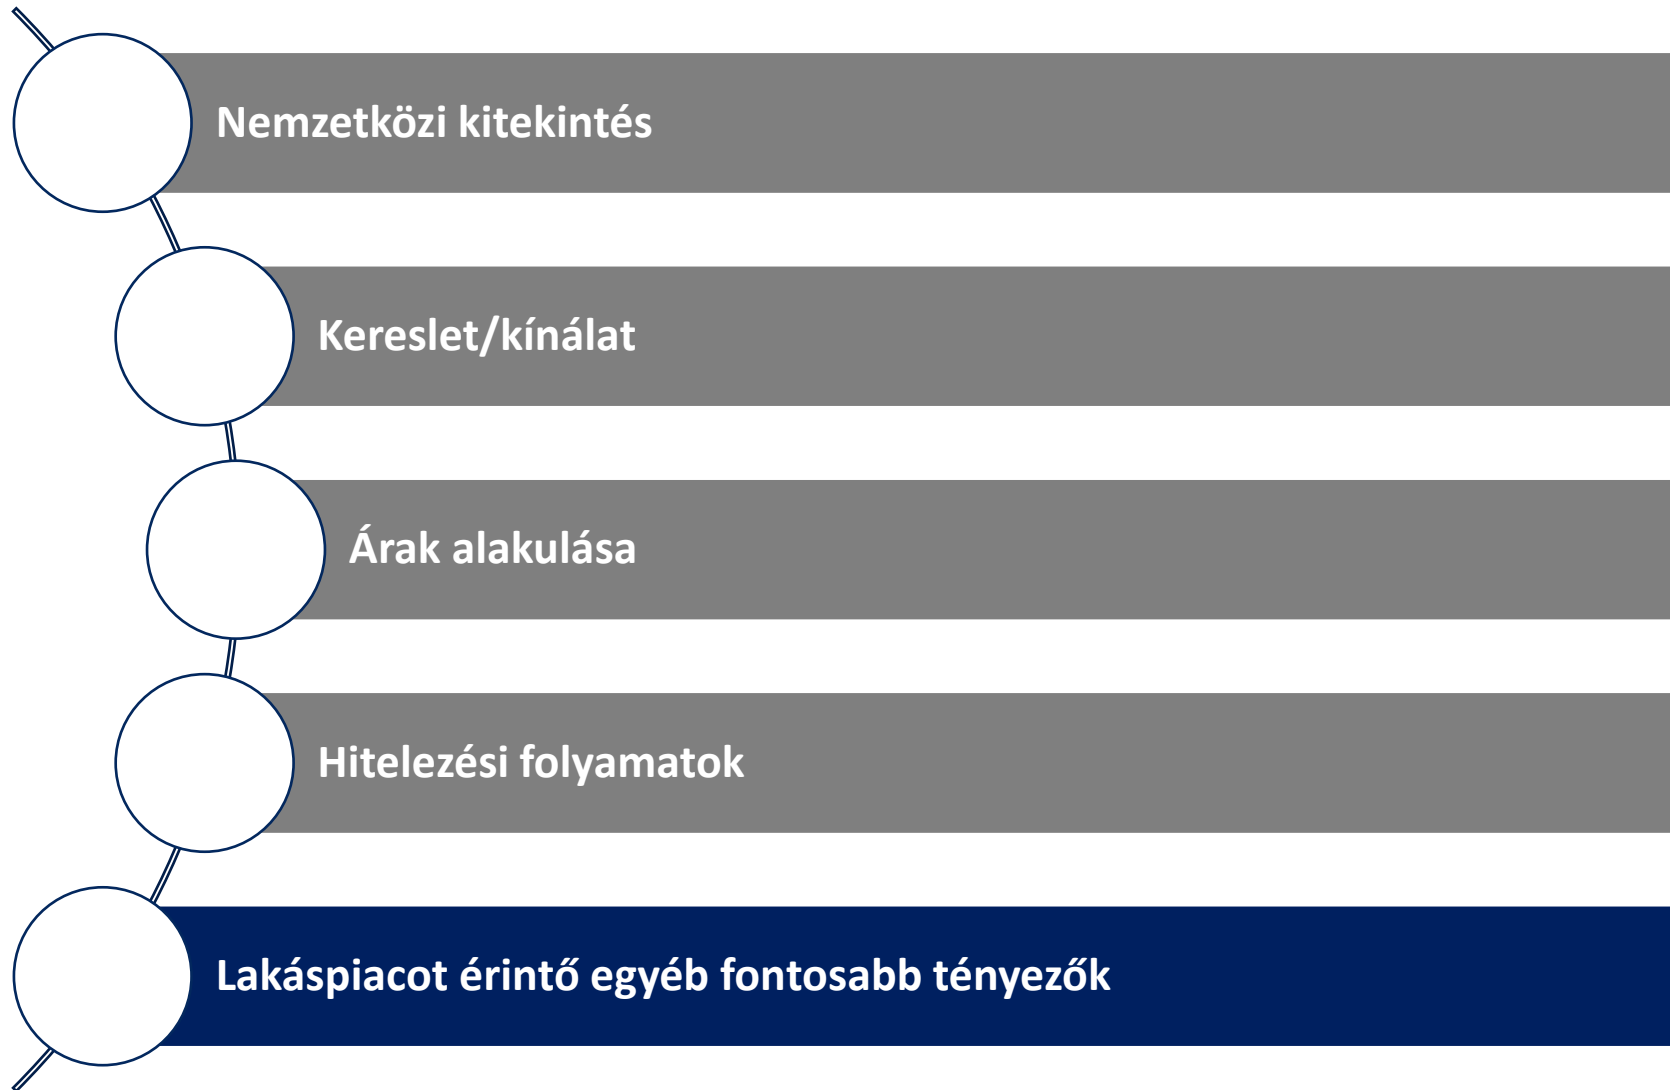 Nemzetközi kitekintés
Kereslet/kínálat
Árak alakulása
Hitelezési folyamatok
Lakáspiacot érintő egyéb fontosabb tényezők